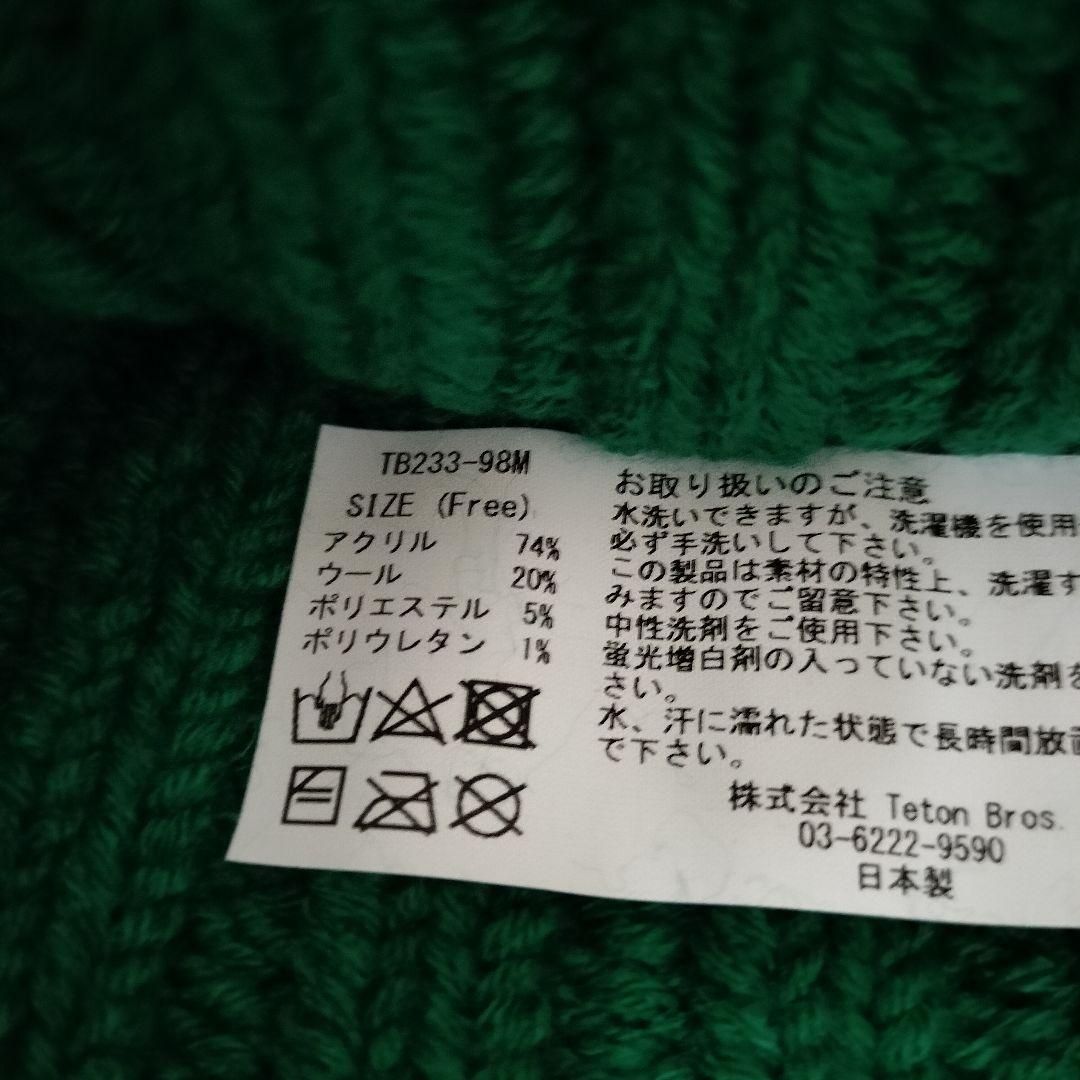 TB233-98M
SIZE (Free)
アクリル 74%
ウール 20%
ポリエステル 5%
ポリウレタン 1%
お取り扱いのご注意
水洗いできますが、洗濯機を使用
必ず手洗いして下さい。
この製品は素材の特性上、洗濯す
みますのでご留意下さい。
中性洗剤をご使用下さい。
蛍光増白剤の入っていない洗剤を
さい。
水、汗に濡れた状態で長時間放置
で下さい。
株式会社 Teton Bros.
03-6222-9590
日本製